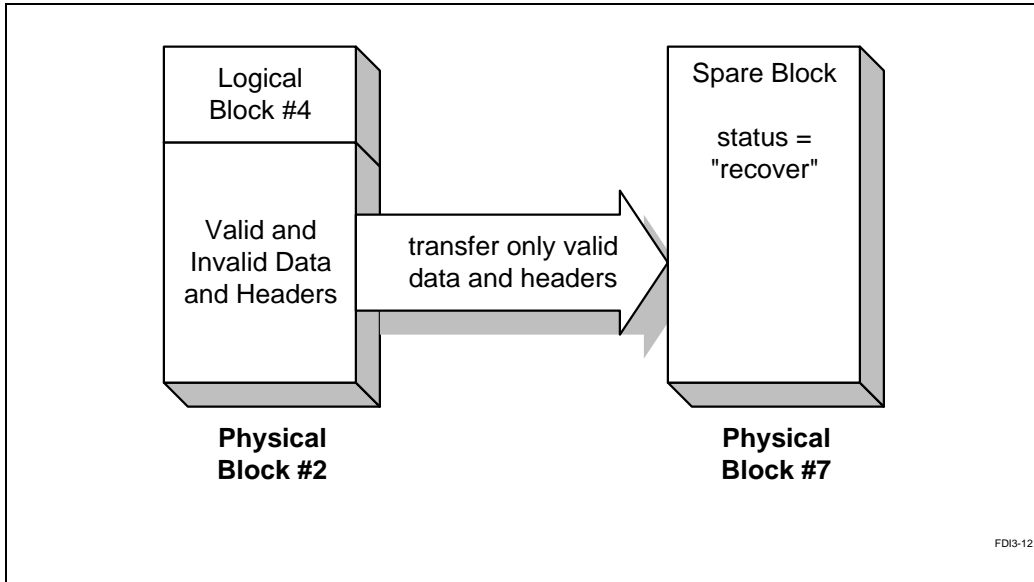 Logical
Block #4
Valid and
Invalid Data
and Headers
transfer only valid
data and headers
Spare Block
status =
"recover"
Physical
Block #2
Physical
Block #7
FDI3-12